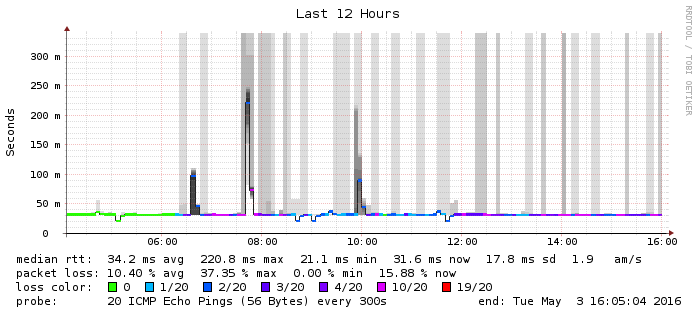 Last 12 Hours
RRDTOOL / TOBI OETIKER
Seconds
300 m
250 m
200 m
150 m
100 m
50 m
0
06:00 08:00 10:00 12:00 14:00 16:00
median rtt: 34.2 ms avg 220.8 ms max 21.1 ms min 31.6 ms now 17.8 ms sd 1.9 am/s
packet loss: 10.40 % avg 37.35 % max 0.00 % min 15.88 % now
loss color: 0 1/20 2/20 3/20 4/20 10/20 19/20
probe: 20 ICMP Echo Pings (56 Bytes) every 300s end: Tue May 3 16:05:04 2016